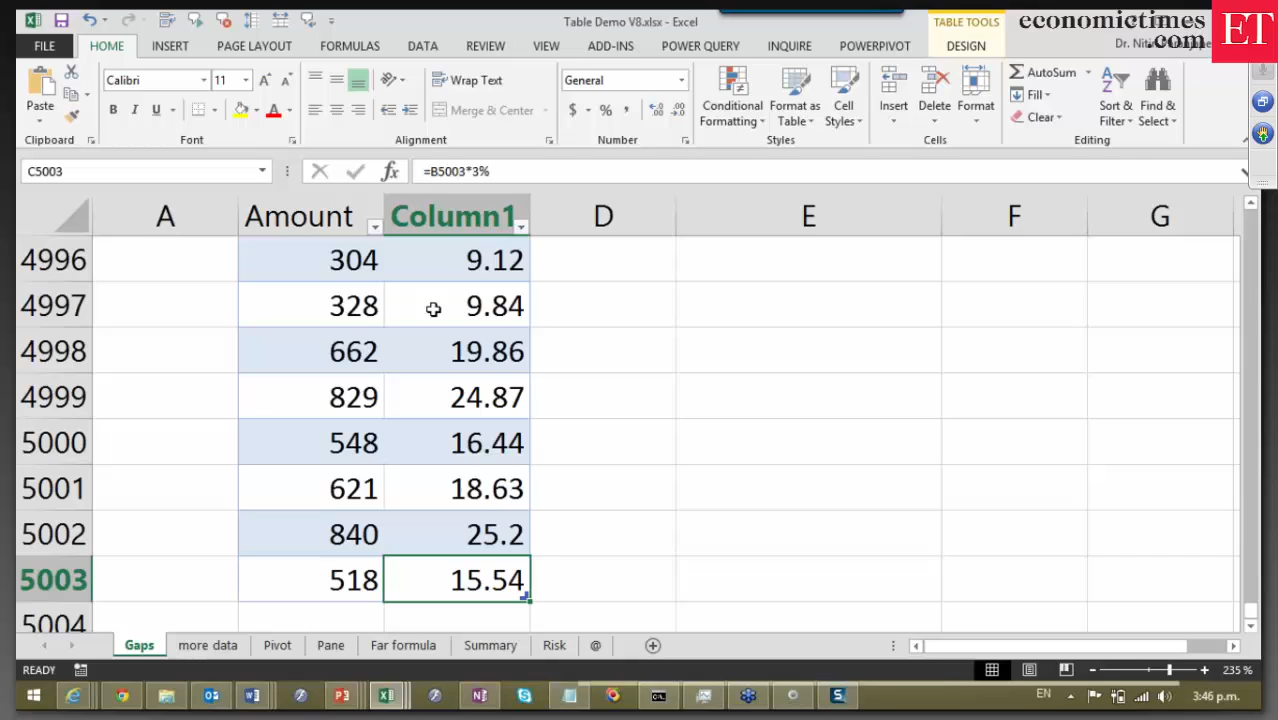 Table Demo V8.xlsx - Excel
TABLE TOOLS
economictimes
.com
ET
FILE HOME INSERT PAGE LAYOUT FORMULAS DATA REVIEW VIEW ADD-INS POWER QUERY INQUIRE POWERPIVOT DESIGN
Dr. Nitin
Calibri 11 Wrap Text General AutoSum
Paste B I U Merge & Center $ % , Conditional Formatting Format as Table Cell Styles Insert Delete Format Fill Clear Sort & Filter Find & Select
Clipboard Font Alignment Number Styles Cells Editing
C5003 fx =B5003*3%
A Amount Column1 D E F G
4996 304 9.12
4997 328 9.84
4998 662 19.86
4999 829 24.87
5000 548 16.44
5001 621 18.63
5002 840 25.2
5003 518 15.54
5004
Gaps more data Pivot Pane Far formula Summary Risk @
READY 235 %
EN 3:46 p.m.